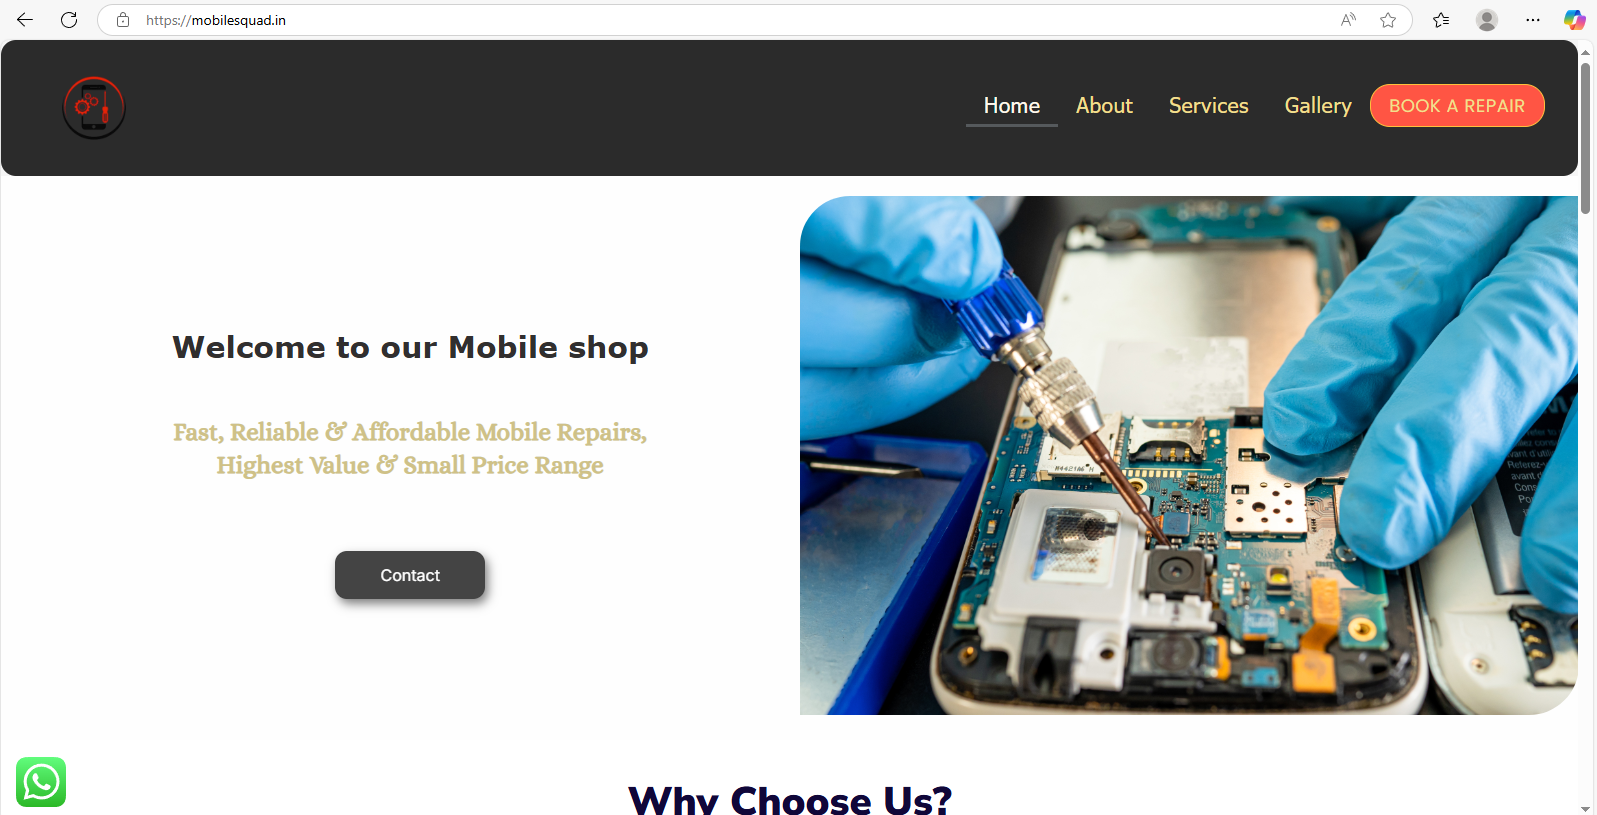 https://mobilesquad.in
Home About Services Gallery BOOK A REPAIR
Welcome to our Mobile shop
Fast, Reliable & Affordable Mobile Repairs,
Highest Value & Small Price Range
Contact
Why Choose Us?